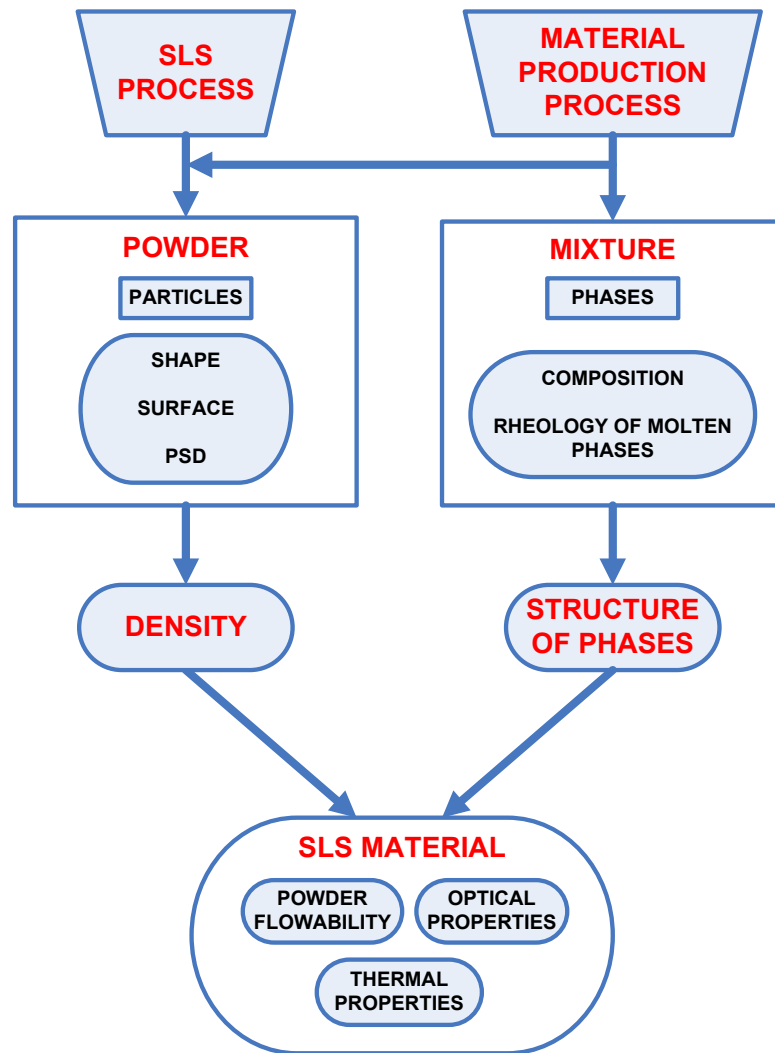 SLS
PROCESS
MATERIAL
PRODUCTION
PROCESS
POWDER
PARTICLES
SHAPE
SURFACE
PSD
MIXTURE
PHASES
COMPOSITION
RHEOLOGY OF MOLTEN
PHASES
DENSITY
STRUCTURE
OF PHASES
SLS MATERIAL
POWDER
FLOWABILITY
OPTICAL
PROPERTIES
THERMAL
PROPERTIES